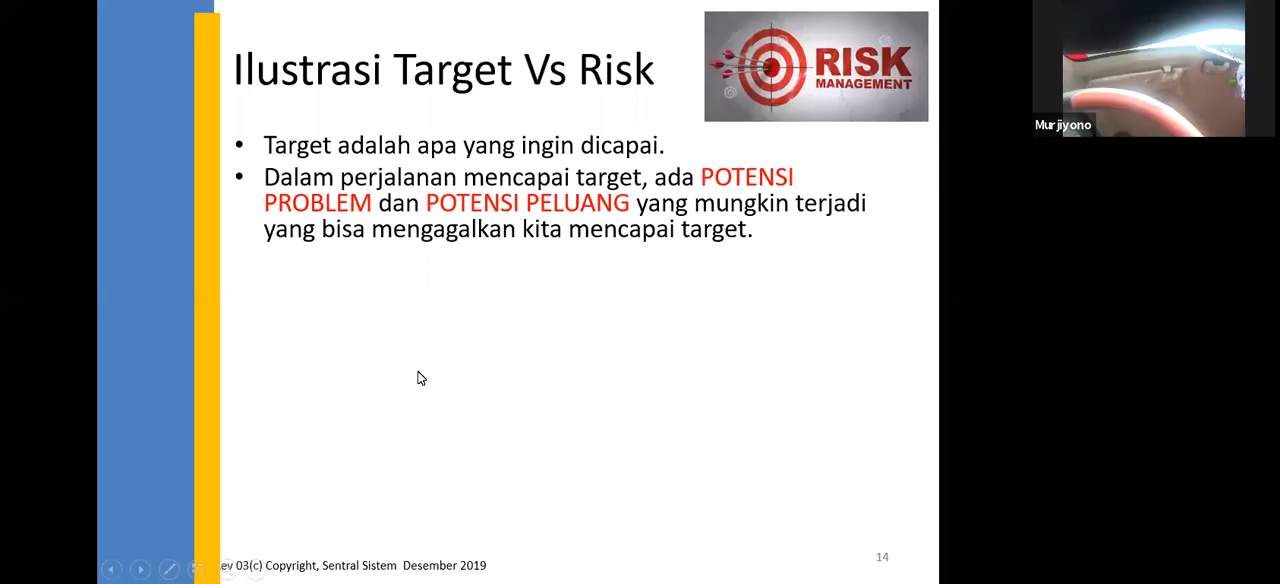 Ilustrasi Target Vs Risk
RISK
MANAGEMENT
Murjiyono
• Target adalah apa yang ingin dicapai.
• Dalam perjalanan mencapai target, ada POTENSI
PROBLEM dan POTENSI PELUANG yang mungkin terjadi
yang bisa mengagalkan kita mencapai target.
14
03(c) Copyright, Sentral Sistem Desember 2019